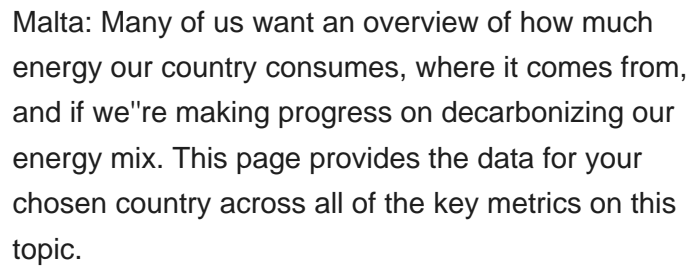 Malta: Many of us want an overview of how much
energy our country consumes, where it comes from,
and if we"re making progress on decarbonizing our
energy mix. This page provides the data for your
chosen country across all of the key metrics on this
topic.